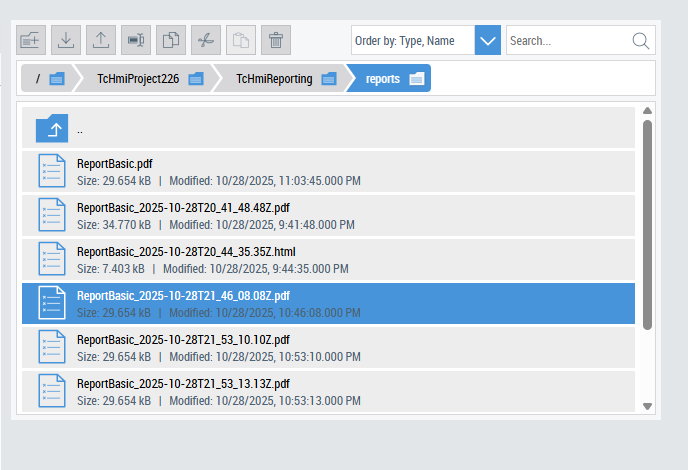 Order by: Type, Name
Search...
/
TcHmiProject226
TcHmiReporting
reports
..
ReportBasic.pdf
Size: 29.654 kB | Modified: 10/28/2025, 11:03:45.000 PM
ReportBasic_2025-10-28T20_41_48.48Z.pdf
Size: 34.770 kB | Modified: 10/28/2025, 9:41:48.000 PM
ReportBasic_2025-10-28T20_44_35.35Z.html
Size: 7.403 kB | Modified: 10/28/2025, 9:44:35.000 PM
ReportBasic_2025-10-28T21_46_08.08Z.pdf
Size: 29.654 kB | Modified: 10/28/2025, 10:46:08.000 PM
ReportBasic_2025-10-28T21_53_10.10Z.pdf
Size: 29.654 kB | Modified: 10/28/2025, 10:53:10.000 PM
ReportBasic_2025-10-28T21_53_13.13Z.pdf
Size: 29.654 kB | Modified: 10/28/2025, 10:53:13.000 PM